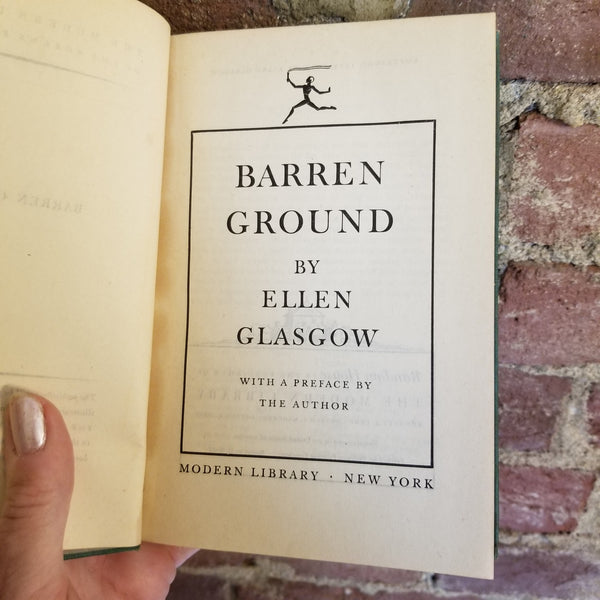 BARREN
GROUND
BY
ELLEN
GLASGOW
WITH A PREFACE BY
THE AUTHOR
MODERN LIBRARY · NEW YORK